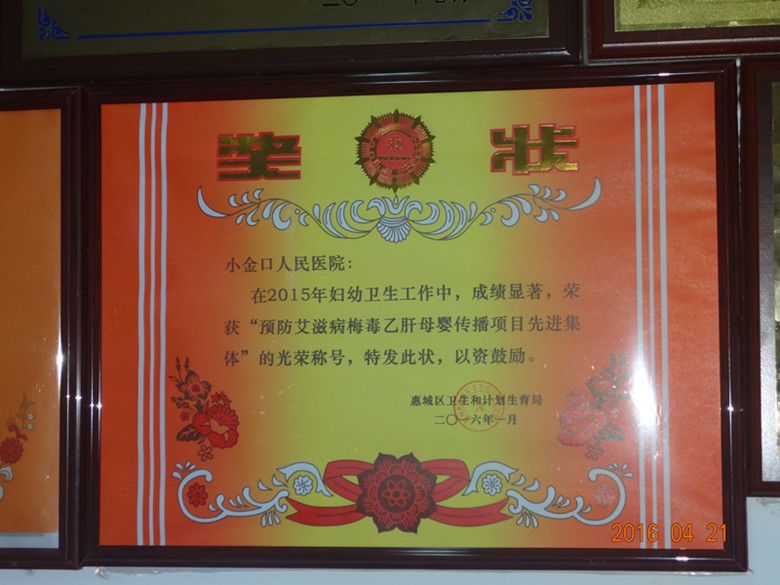 奖 状
小金口人民医院：
在2015年妇幼卫生工作中，成绩显著，荣
获“预防艾滋病梅毒乙肝母婴传播项目先进集
体”的光荣称号，特发此状，以资鼓励。
惠城区卫生和计划生育局
二〇一六年一月
2016 04 21